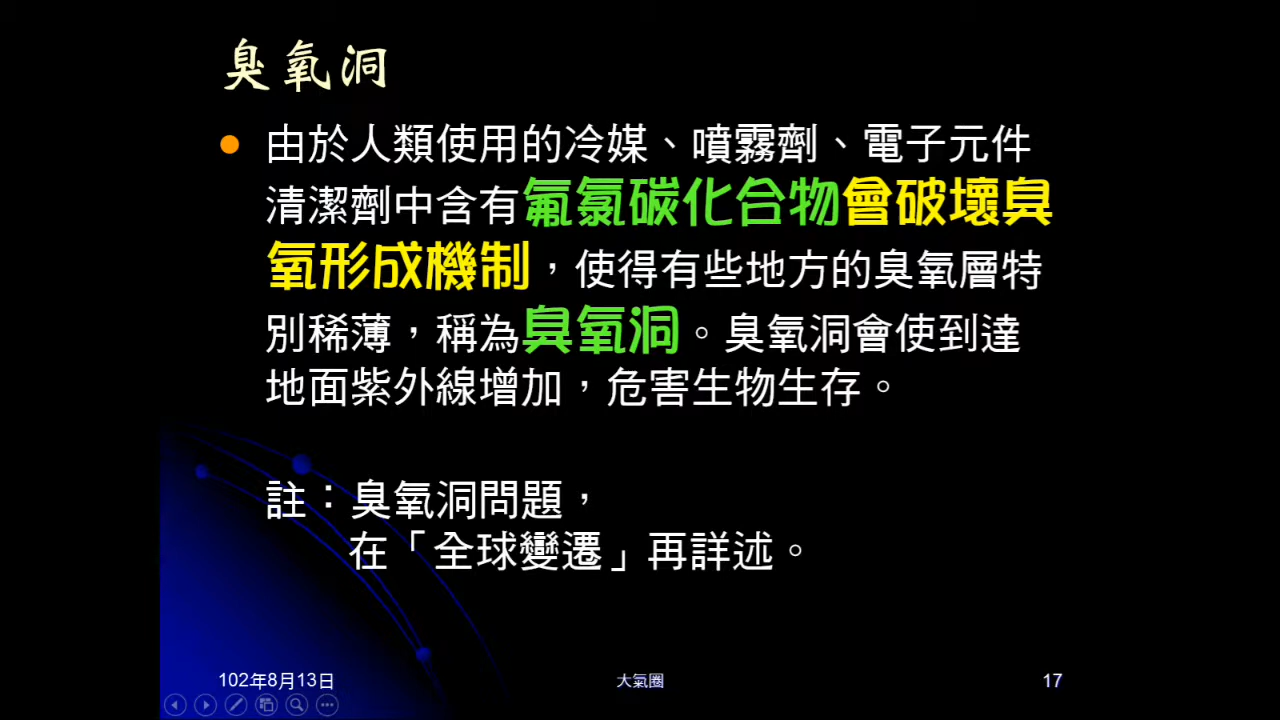 臭氧洞
由於人類使用的冷媒、噴霧劑、電子元件
清潔劑中含有氟氯碳化合物會破壞臭
氧形成機制，使得有些地方的臭氧層特
別稀薄，稱為臭氧洞。臭氧洞會使到達
地面紫外線增加，危害生物生存。
註：臭氧洞問題，
在「全球變遷」再詳述。
102年8月13日
大氣圈
17